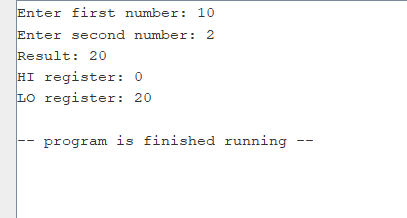 Enter first number: 10
Enter second number: 2
Result: 20
HI register: 0
LO register: 20
-- program is finished running --